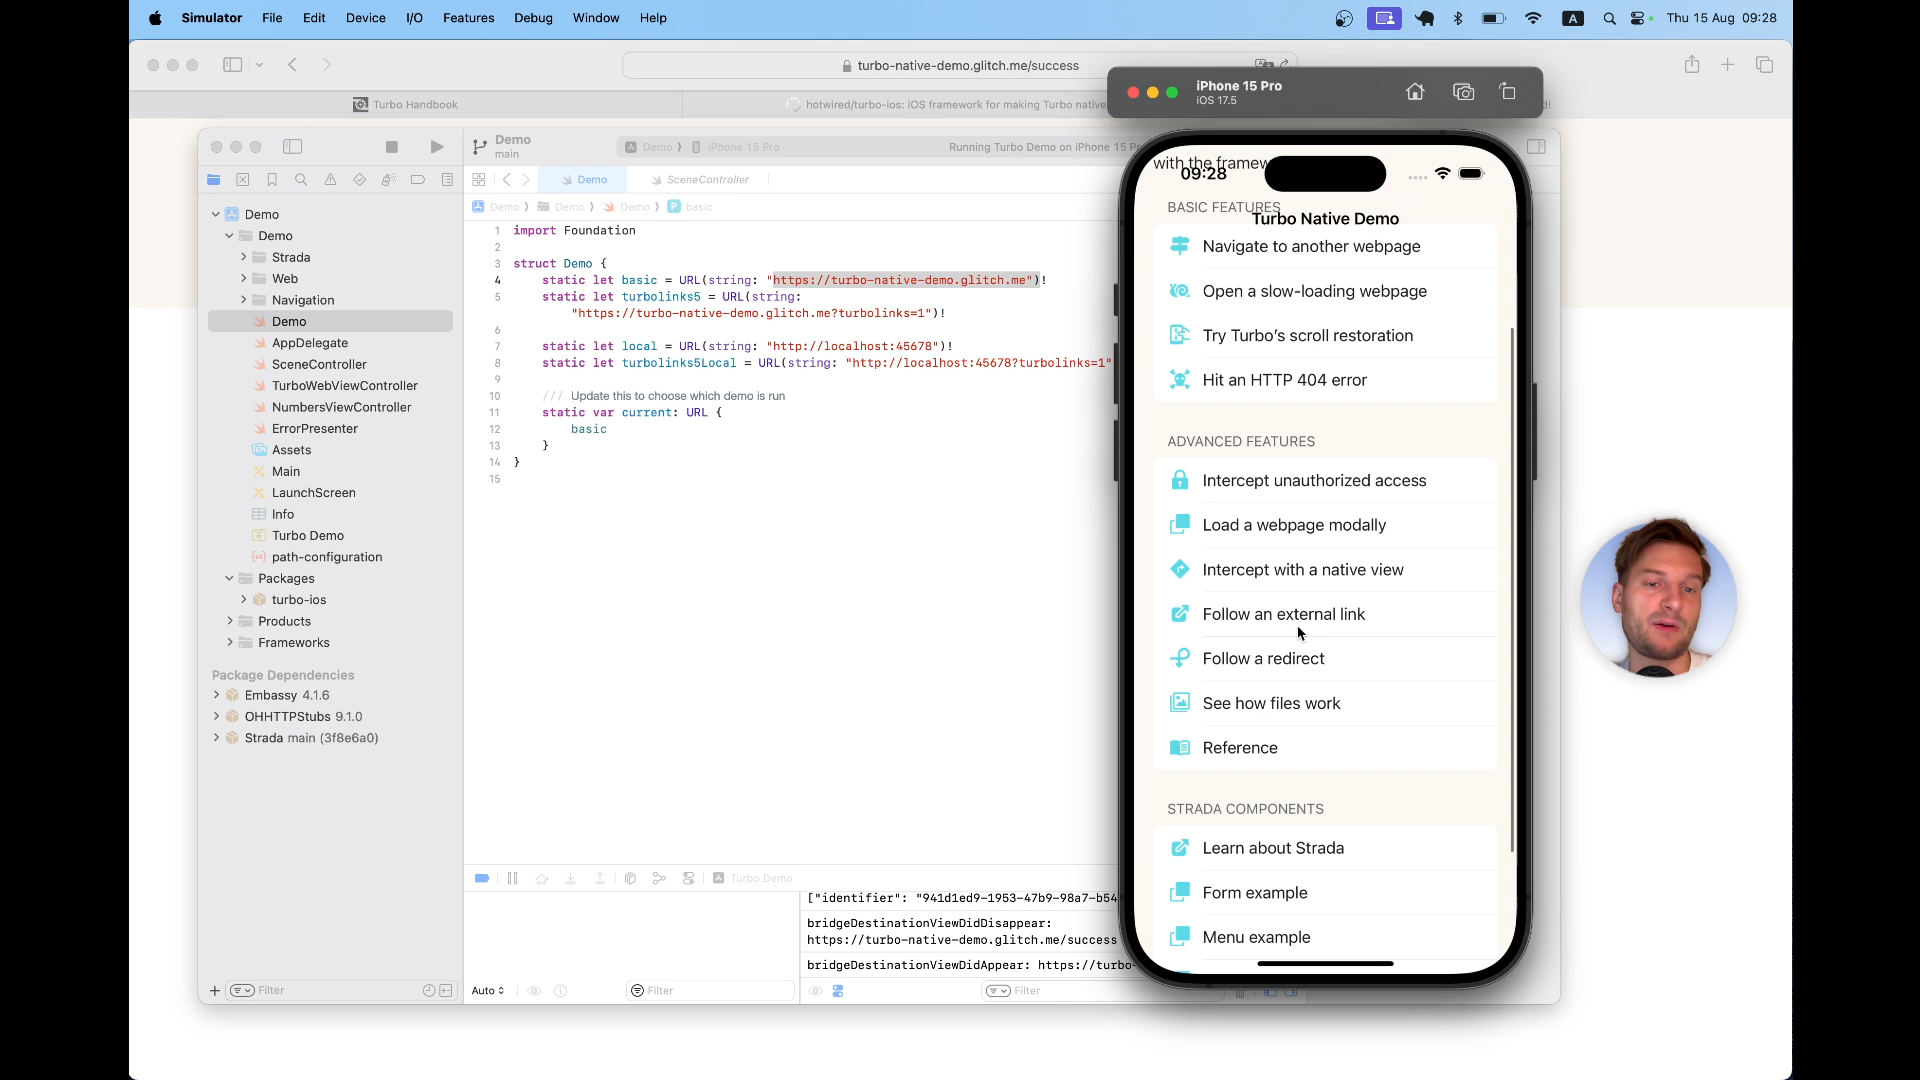 Simulator File Edit Device I/O Features Debug Window Help
A
Thu 15 Aug 09:28
turbo-native-demo.glitch.me/success
Turbo Handbook
hotwired/turbo-ios: iOS framework for making Turbo native
iPhone 15 Pro
iOS 17.5
Demo
main
Demo
iPhone 15 Pro
Running Turbo Demo on iPhone 15
Demo
SceneController
Demo
Demo
Demo
P basic
Demo
Demo
Strada
Web
Navigation
Demo
AppDelegate
SceneController
TurboWebViewController
NumbersViewController
ErrorPresenter
Assets
Main
LaunchScreen
Info
Turbo Demo
path-configuration
Packages
turbo-ios
Products
Frameworks
Package Dependencies
Embassy 4.1.6
OHHTTPStubs 9.1.0
Strada main (3f8e6a0)
Filter
1 import Foundation
2
3 struct Demo {
4 static let basic = URL(string: "https://turbo-native-demo.glitch.me")!
5 static let turbolinks5 = URL(string:
"https://turbo-native-demo.glitch.me?turbolinks=1")!
6
7 static let local = URL(string: "http://localhost:45678")!
8 static let turbolinks5Local = URL(string: "http://localhost:45678?turbolinks=1"
9
10 /// Update this to choose which demo is run
11 static var current: URL {
12 basic
13 }
14 }
15
Turbo Demo
["identifier": "941d1ed9-1953-47b9-98a7-b54
bridgeDestinationViewDidDisappear:
https://turbo-native-demo.glitch.me/success
bridgeDestinationViewDidAppear: https://turbo-
Auto
Filter
Filter
with the framew
09:28
BASIC FEATURES
Turbo Native Demo
Navigate to another webpage
Open a slow-loading webpage
Try Turbo’s scroll restoration
Hit an HTTP 404 error
ADVANCED FEATURES
Intercept unauthorized access
Load a webpage modally
Intercept with a native view
Follow an external link
Follow a redirect
See how files work
Reference
STRADA COMPONENTS
Learn about Strada
Form example
Menu example